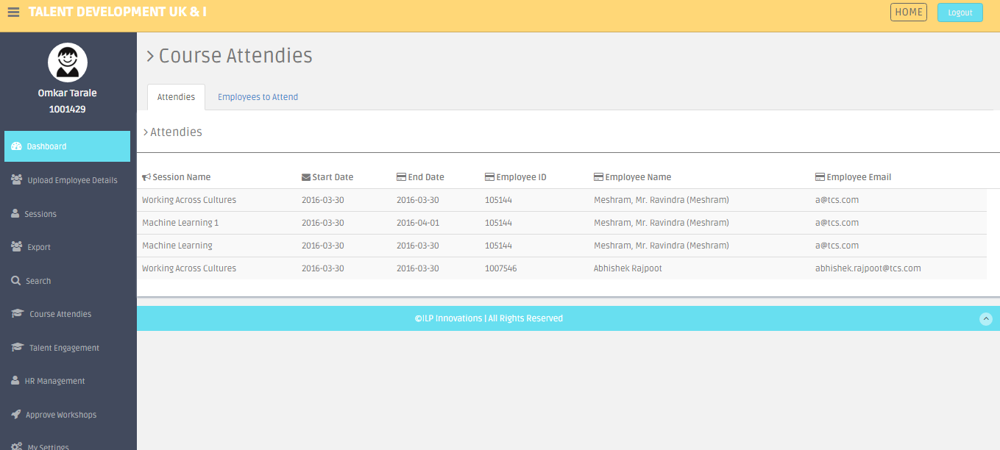 TALENT DEVELOPMENT UK & I
HOME
Logout
Omkar Tarale
1001429
Dashboard
Upload Employee Details
Sessions
Export
Search
Course Attendies
Talent Engagement
HR Management
Approve Workshops
My Settings
Course Attendies
Attendies Employees to Attend
Attendies
Session Name Start Date End Date Employee ID Employee Name Employee Email
Working Across Cultures 2016-03-30 2016-03-30 105144 Meshram, Mr. Ravindra (Meshram) a@tcs.com
Machine Learning 1 2016-03-30 2016-04-01 105144 Meshram, Mr. Ravindra (Meshram) a@tcs.com
Machine Learning 2016-03-30 2016-03-30 105144 Meshram, Mr. Ravindra (Meshram) a@tcs.com
Working Across Cultures 2016-03-30 2016-03-30 1007546 Abhishek Rajpoot abhishek.rajpoot@tcs.com
©ILP Innovations | All Rights Reserved